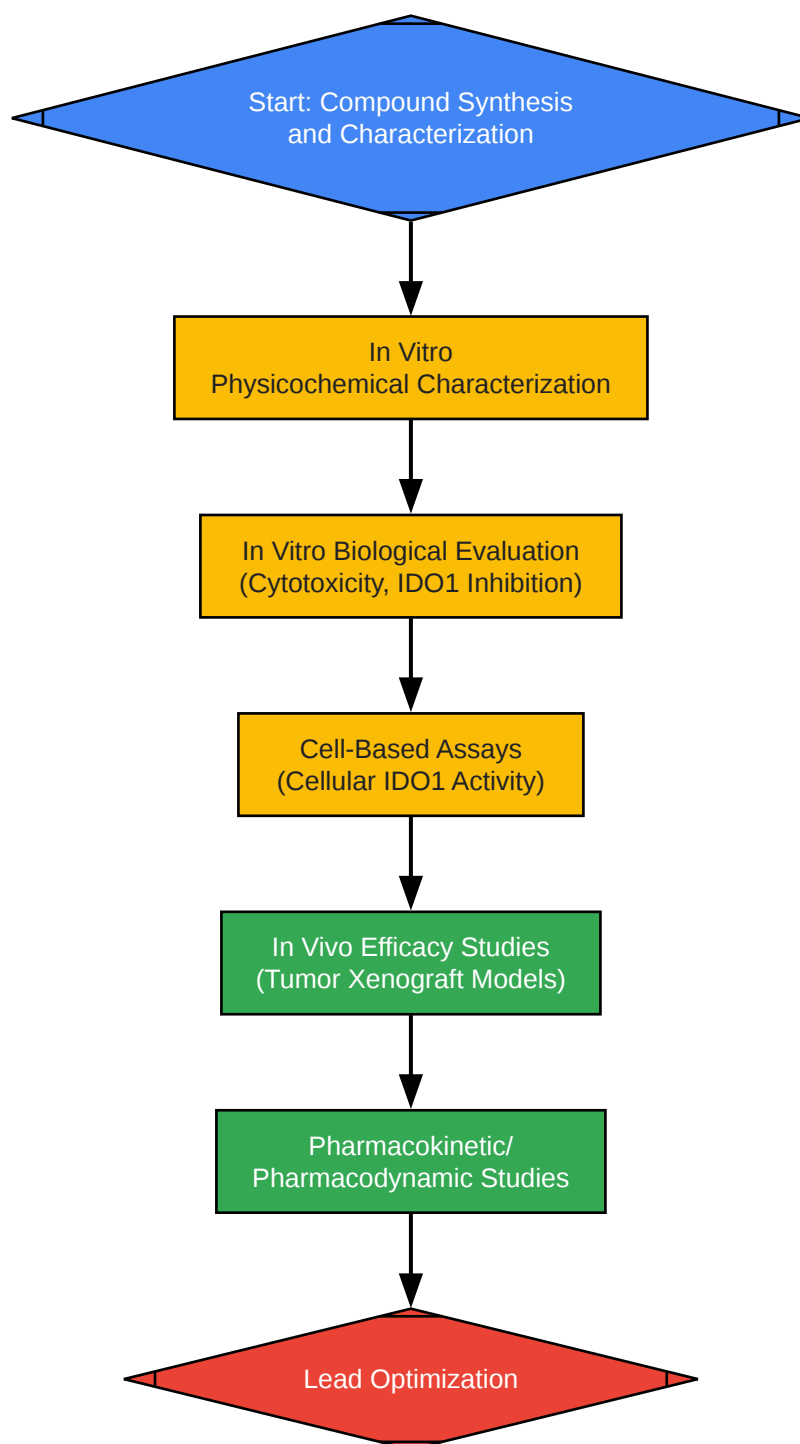 Start: Compound Synthesis
and Characterization
In Vitro
Physicochemical Characterization
In Vitro Biological Evaluation
(Cytotoxicity, IDO1 Inhibition)
Cell-Based Assays
(Cellular IDO1 Activity)
In Vivo Efficacy Studies
(Tumor Xenograft Models)
Pharmacokinetic/
Pharmacodynamic Studies
Lead Optimization